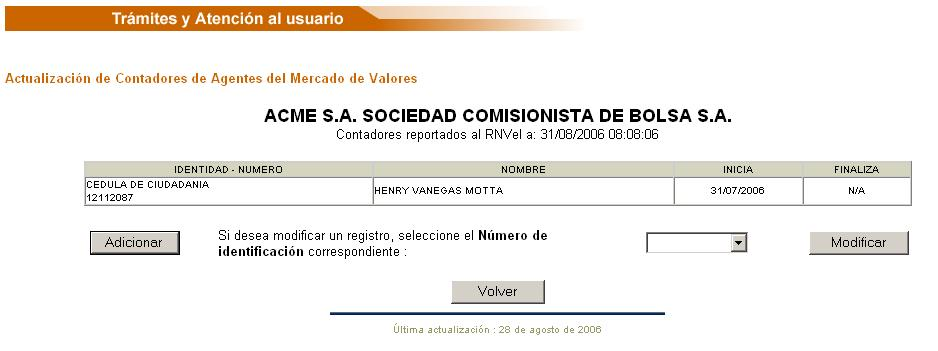 Trámites y Atención al usuario
Actualización de Contadores de Agentes del Mercado de Valores
ACME S.A. SOCIEDAD COMISIONISTA DE BOLSA S.A.
Contadores reportados al RNVel a: 31/08/2006 08:08:06
IDENTIDAD - NUMERO NOMBRE INICIA FINALIZA
CEDULA DE CIUDADANIA
12112087 HENRY VANEGAS MOTTA 31/07/2006 N/A
Adicionar
Si desea modificar un registro, seleccione el Número de
identificación correspondiente :
Modificar
Volver
Última actualización : 28 de agosto de 2006